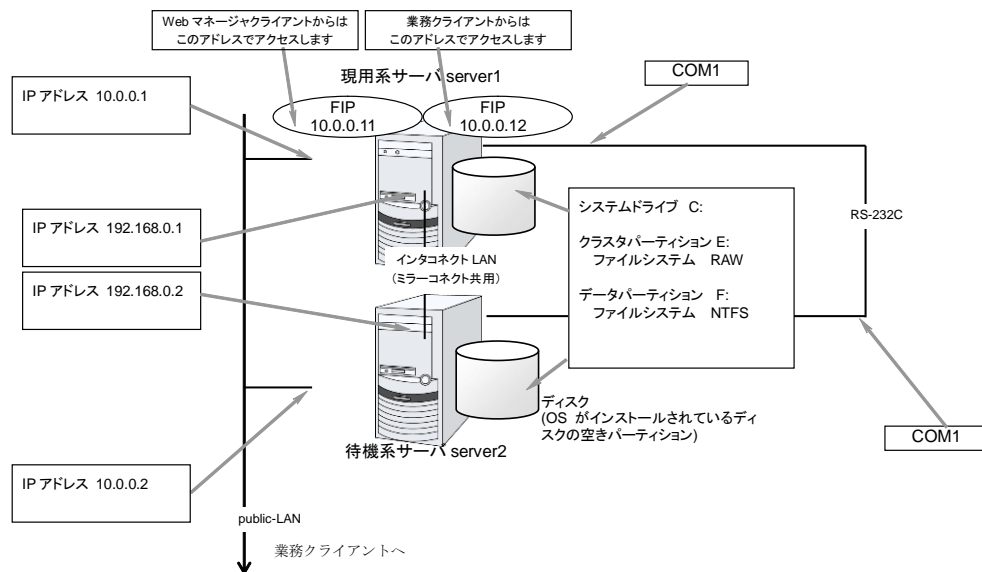 Web マネージャクライアントからは
このアドレスでアクセスします
業務クライアントからは
このアドレスでアクセスします
現用系サーバ server1
COM1
IP アドレス 10.0.0.1
FIP
10.0.0.11
FIP
10.0.0.12
IP アドレス 192.168.0.1
システムドライブ C:
クラスタパーティション E:
ファイルシステム RAW
データパーティション F:
ファイルシステム NTFS
RS-232C
インタコネクト LAN
（ミラーコネクト共用）
IP アドレス 192.168.0.2
ディスク
(OS がインストールされているディ
スクの空きパーティション)
COM1
待機系サーバ server2
IP アドレス 10.0.0.2
public-LAN
業務クライアントへ